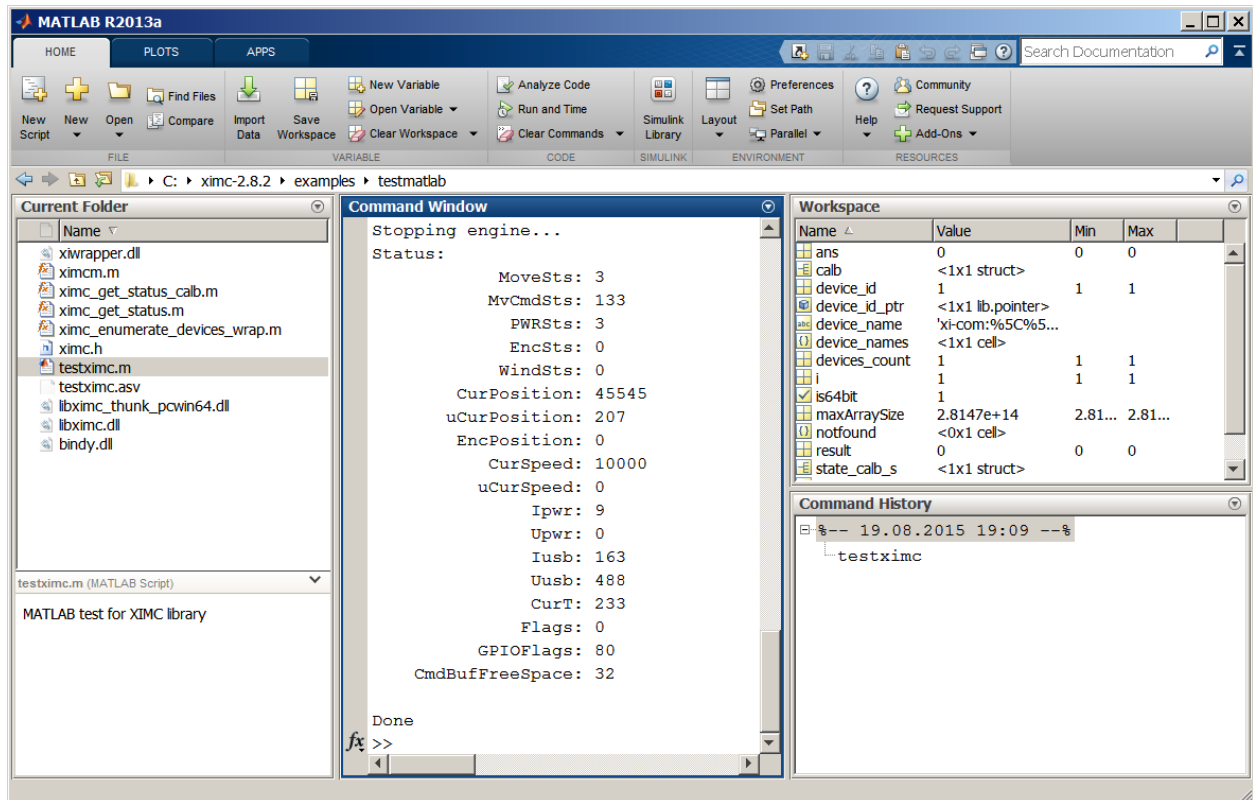 MATLAB R2013a
HOME PLOTS APPS
Search Documentation
New Script
New
Open
Find Files
Compare
Import Data
Save Workspace
New Variable
Open Variable
Clear Workspace
Analyze Code
Run and Time
Clear Commands
Simulink Library
Layout
Preferences
Set Path
Parallel
Help
Community
Request Support
Add-Ons
FILE VARIABLE CODE SIMULINK ENVIRONMENT RESOURCES
C: ximc-2.8.2 examples testmatlab
Current Folder
Name
xiwrapper.dll
ximcm.m
ximc_get_status_calb.m
ximc_get_status.m
ximc_enumerate_devices_wrap.m
ximc.h
testximc.m
testximc.asv
libximc_thunk_pcwin64.dll
libximc.dll
bindy.dll
testximc.m (MATLAB Script)
MATLAB test for XIMC library
Command Window
Stopping engine...
Status:
MoveSts: 3
MvCmdSts: 133
PWRSts: 3
EncSts: 0
WindSts: 0
CurPosition: 45545
uCurPosition: 207
EncPosition: 0
CurSpeed: 10000
uCurSpeed: 0
Ipwr: 9
Upwr: 0
Iusb: 163
Uusb: 488
CurT: 233
Flags: 0
GPIOFlags: 80
CmdBufFreeSpace: 32
Done
fx >>
Workspace
Name Value Min Max
ans 0 0 0
calb <1x1 struct>
device_id 1 1 1
device_id_ptr <1x1 lib.pointer>
abc device_name 'xi-com:%5C%5...
device_names <1x1 cell>
devices_count 1 1 1
i 1 1 1
is64bit 1
maxArraySize 2.8147e+14 2.81... 2.81...
notfound <0x1 cell>
result 0 0 0
state_calb_s <1x1 struct>
Command History
%-- 19.08.2015 19:09 --%
testximc